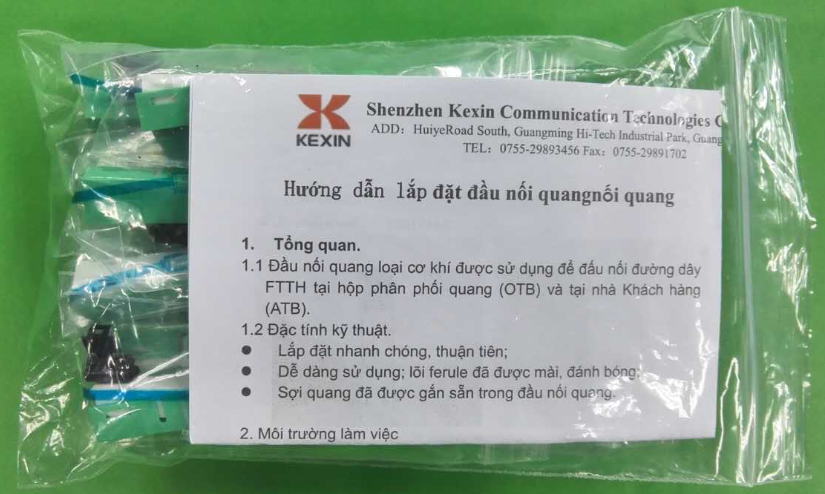 KEXIN
Shenzhen Kexin Communication Technologies C
ADD: HuiyeRoad South, Guangming Hi-Tech Industrial Park, Guang
TEL: 0755-29893456 Fax: 0755-29891702
Hướng dẫn lắp đặt đầu nối quangnối quang
1. Tổng quan.
1.1 Đầu nối quang loại cơ khí được sử dụng để đấu nối đường dây
FTTH tại hộp phân phối quang (OTB) và tại nhà Khách hàng
(ATB).
1.2 Đặc tính kỹ thuật.
● Lắp đặt nhanh chóng, thuận tiên;
● Dễ dàng sử dụng; lõi ferule đã được mài, đánh bóng;
● Sợi quang đã được gắn sẵn trong đầu nối quang.
2. Môi trường làm việc